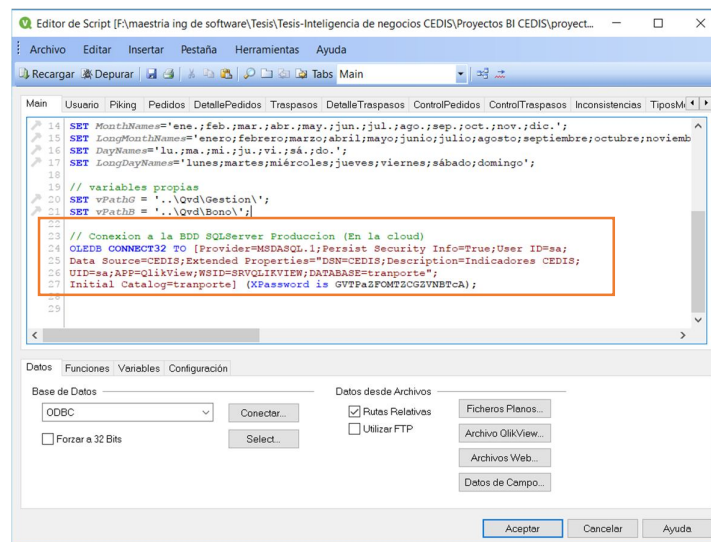 Editor de Script [F:\maestria ing de software\Tesis\Tesis-Inteligencia de negocios CEDIS\Proyectos BI CEDIS\proyect...
Archivo Editar Insertar Pestaña Herramientas Ayuda
Recargar Depurar Tabs Main
Main Usuario Piking Pedidos DetallePedidos Traspasos DetalleTraspasos ControlPedidos ControlTraspasos Inconsistencias
14 SET MonthNames='ene.;feb.;mar.;abr.;may.;jun.;jul.;ago.;sep.;oct.;nov.;dic.';
15 SET LongMonthNames='enero;febrero;marzo;abril;mayo;junio;julio;agosto;septiembre;octubre;noviemb
16 SET DayNames='lu.;ma.;mi.;ju.;vi.;sá.;do.';
17 SET LongDayNames='lunes;martes;miércoles;jueves;viernes;sábado;domingo';
18
19 // variables propias
20 SET vPathG = '..\Qvd\Gestion\';
21 SET vPathB = '..\Qvd\Bono\';
22
23 // Conexion a la BDD SQLServer Produccion (En la cloud)
24 OLEDB CONNECT32 TO [Provider=MSDASQL.1;Persist Security Info=True;User ID=sa;
25 Data Source=CEDIS;Extended Properties="DSN=CEDIS;Description=Indicadores CEDIS;
26 UID=sa;APP=QlikView;WSID=SRVQLIKVIEW;DATABASE=tranporte";
27 Initial Catalog=tranporte] (XPassword is GVTPaZFOMTZCGZVNBTcA);
28
29
Datos Funciones Variables Configuración
Base de Datos
ODBC
Conectar...
Forzar a 32 Bits
Select...
Datos desde Archivos
Rutas Relativas
Utilizar FTP
Ficheros Planos...
Archivo QlikView...
Archivos Web...
Datos de Campo...
Aceptar Cancelar Ayuda